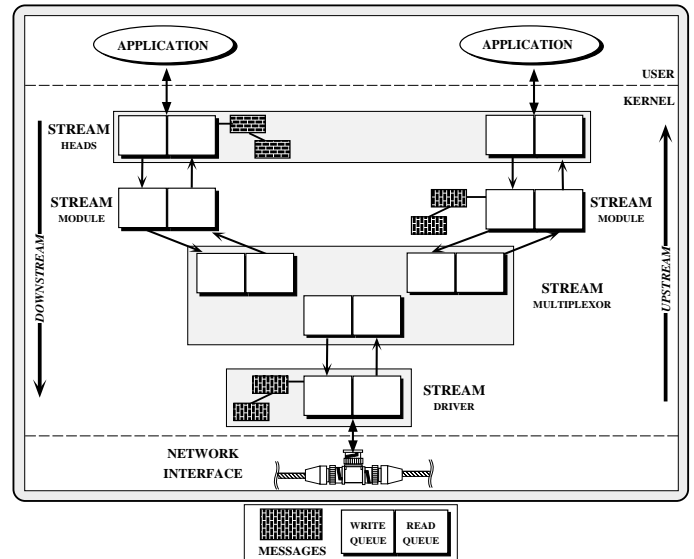 APPLICATION
APPLICATION
USER
KERNEL
STREAM
HEADS
STREAM
MODULE
STREAM
MODULE
DOWNSTREAM
UPSTREAM
STREAM
MULTIPLEXOR
STREAM
DRIVER
NETWORK
INTERFACE
MESSAGES
WRITE
QUEUE
READ
QUEUE